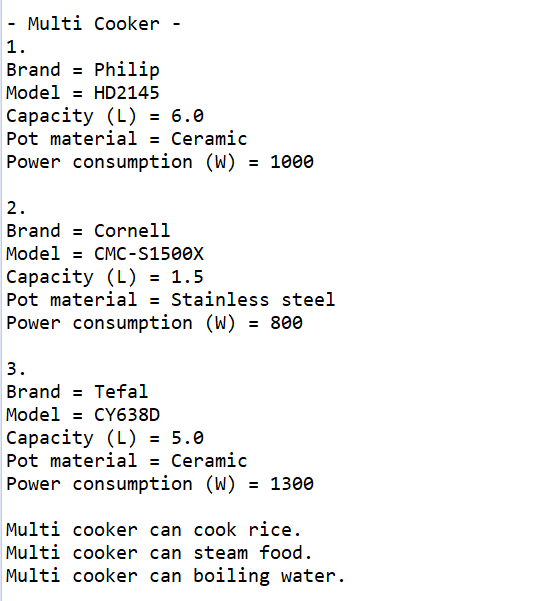 - Multi Cooker -
1.
Brand = Philip
Model = HD2145
Capacity (L) = 6.0
Pot material = Ceramic
Power consumption (W) = 1000
2.
Brand = Cornell
Model = CMC-S1500X
Capacity (L) = 1.5
Pot material = Stainless steel
Power consumption (W) = 800
3.
Brand = Tefal
Model = CY638D
Capacity (L) = 5.0
Pot material = Ceramic
Power consumption (W) = 1300
Multi cooker can cook rice.
Multi cooker can steam food.
Multi cooker can boiling water.